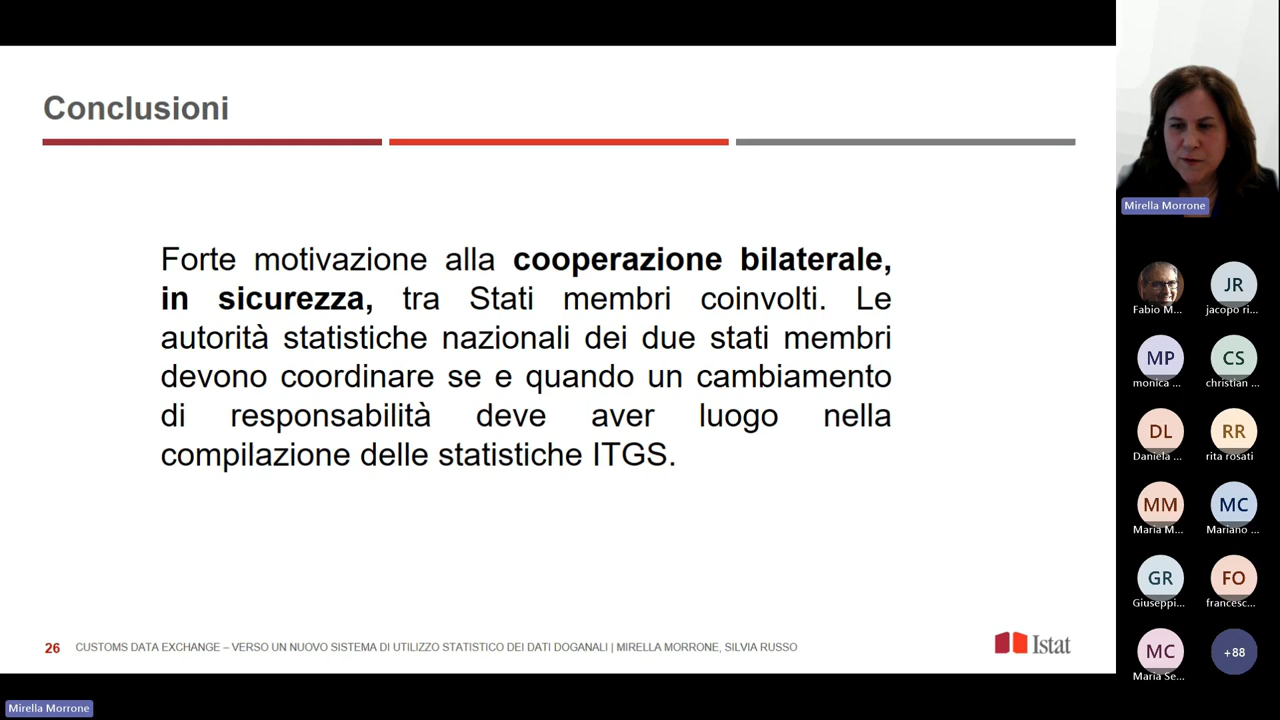 Conclusioni
Forte motivazione alla cooperazione bilaterale,
in sicurezza, tra Stati membri coinvolti. Le
autorità statistiche nazionali dei due stati membri
devono coordinare se e quando un cambiamento
di responsabilità deve aver luogo nella
compilazione delle statistiche ITGS.
26 CUSTOMS DATA EXCHANGE – VERSO UN NUOVO SISTEMA DI UTILIZZO STATISTICO DEI DATI DOGANALI | MIRELLA MORRONE, SILVIA RUSSO
Istat
Mirella Morrone
Mirella Morrone
JR
Fabio M... jacopo ri...
MP CS
monica ... christian ...
DL RR
Daniela ... rita rosati
MM MC
Maria M... Mariano ...
GR FO
Giuseppi... francesc...
MC +88
Maria Se...